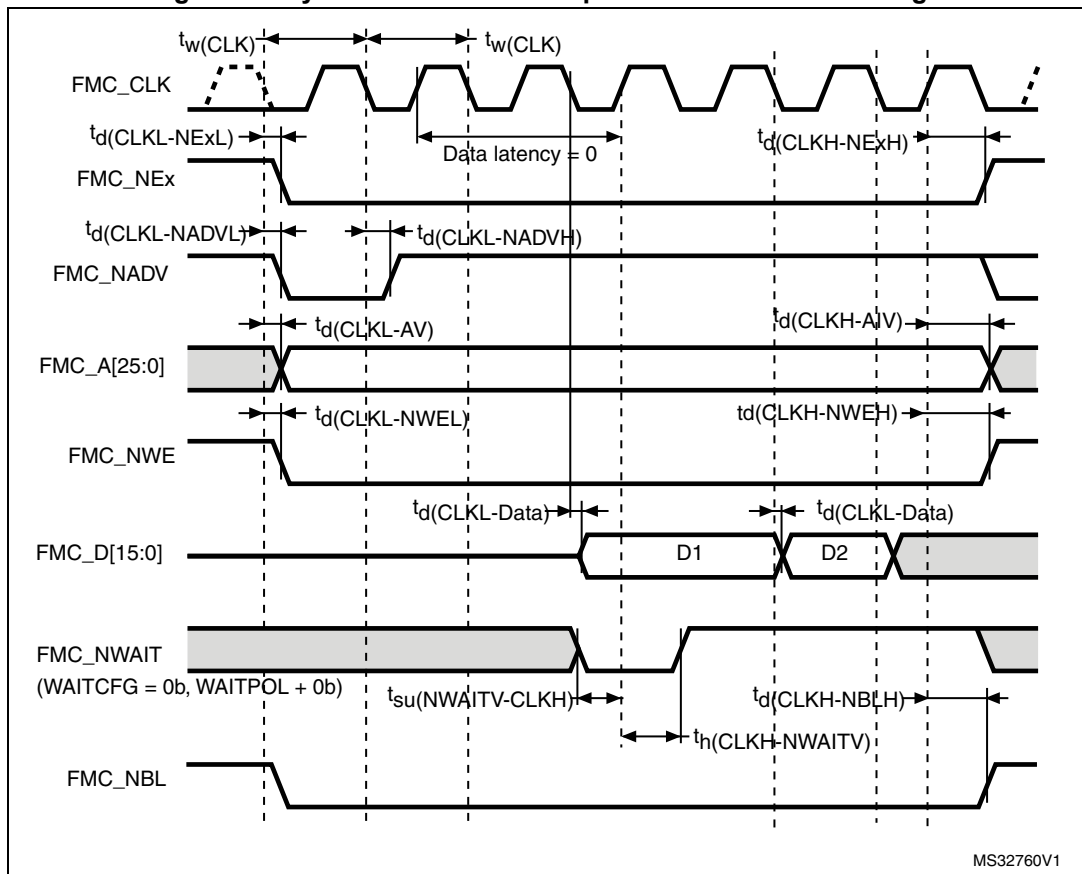 tw(CLK) tw(CLK)
FMC_CLK
td(CLKL-NExL) Data latency = 0 td(CLKH-NExH)
FMC_NEx
td(CLKL-NADVL) td(CLKL-NADVH)
FMC_NADV
td(CLKL-AV) td(CLKH-AIV)
FMC_A[25:0]
td(CLKL-NWEL) td(CLKH-NWEH)
FMC_NWE
td(CLKL-Data) td(CLKL-Data)
FMC_D[15:0] D1 D2
FMC_NWAIT
(WAITCFG = 0b, WAITPOL + 0b) tsu(NWAITV-CLKH) td(CLKH-NBLH)
th(CLKH-NWAITV)
FMC_NBL
MS32760V1